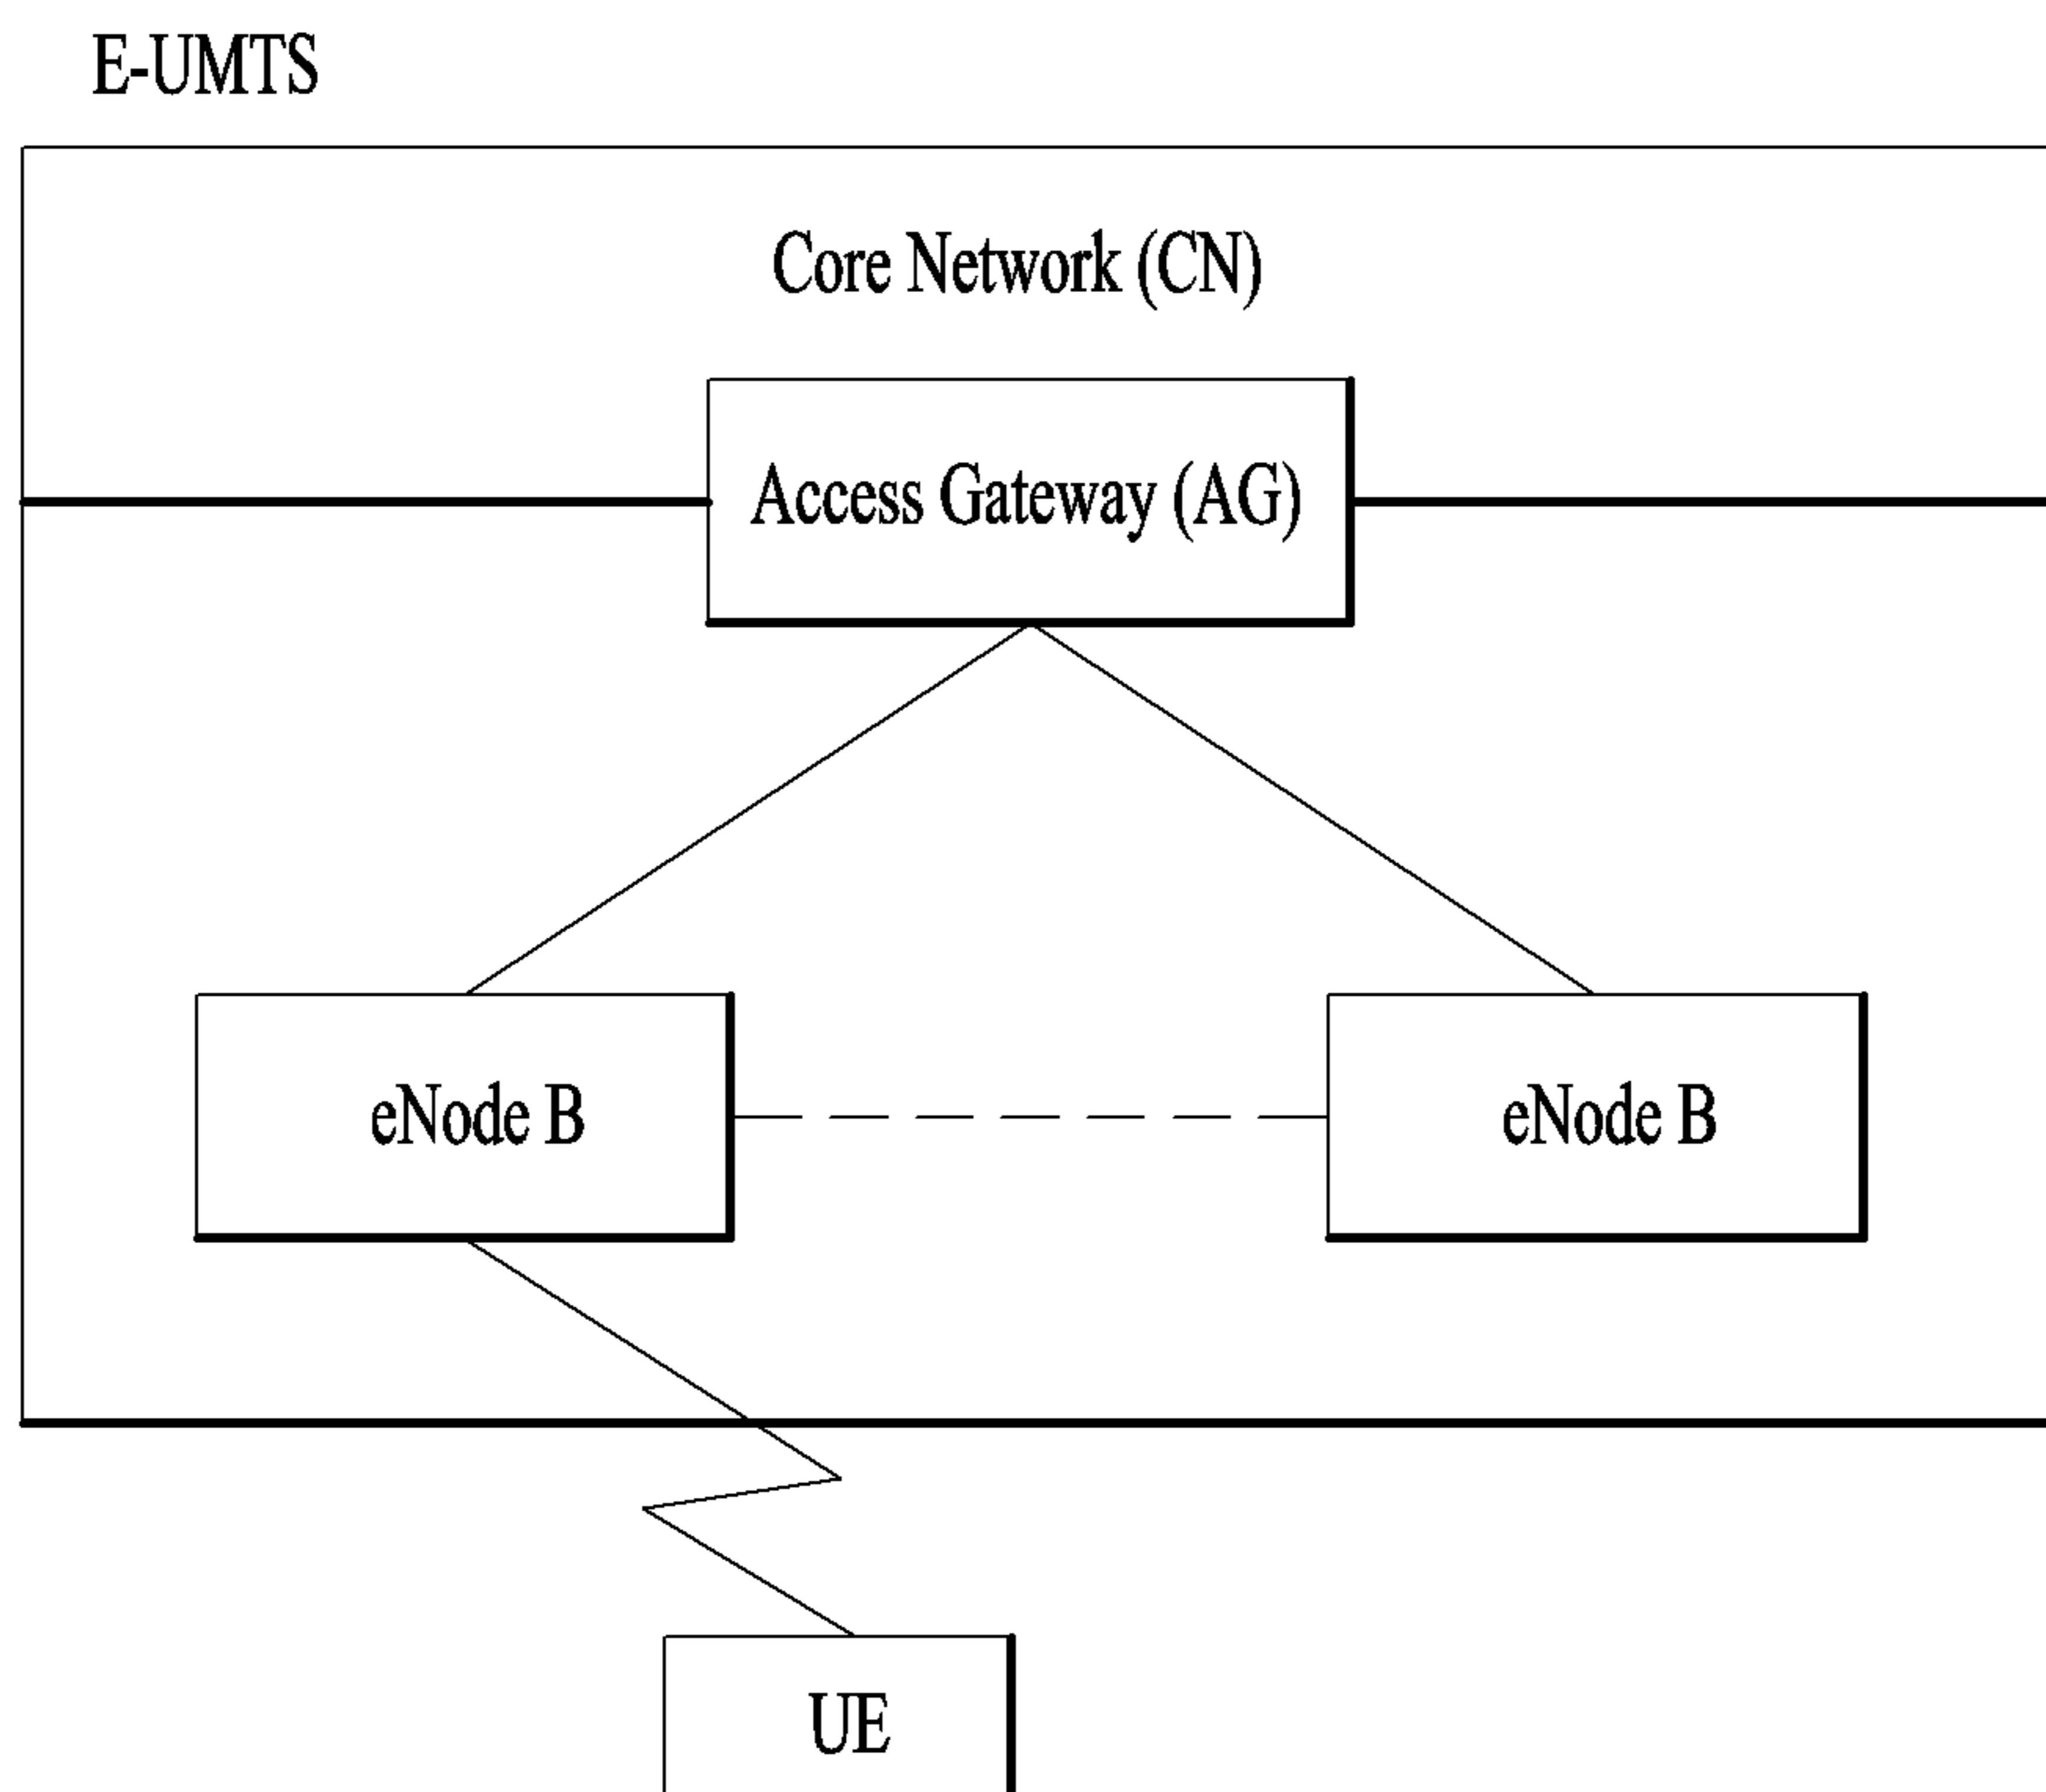 E-UMTS
Core Network (CN)
Access Gateway (AG)
eNode B
eNode B
UE